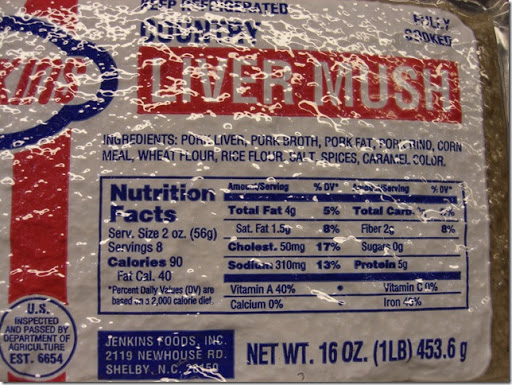 KEEP REFRIGERATED
COUNTRY
FULLY
COOKED
LIVER MUSH
INGREDIENTS: PORK LIVER, PORK BROTH, PORK FAT, PORK RIND, CORN
MEAL, WHEAT FLOUR, RICE FLOUR, SALT, SPICES, CARAMEL COLOR.
Nutrition
Facts
Serv. Size 2 oz. (56g)
Servings 8
Calories 90
Fat Cal. 40
*Percent Daily Values (DV) are
based on a 2,000 calorie diet.
Amount/Serving % DV* Amount/Serving % DV*
Total Fat 4g 5% Total Carb.
Sat. Fat 1.5g 8% Fiber 2g 8%
Cholest. 50mg 17% Sugars 0g
Sodium 310mg 13% Protein 5g
Vitamin A 40% • Vitamin C 0%
Calcium 0% Iron
U.S.
INSPECTED
AND PASSED BY
DEPARTMENT OF
AGRICULTURE
EST. 6654
JENKINS FOODS, INC.
2119 NEWHOUSE RD.
SHELBY, N.C. 28150
NET WT. 16 OZ. (1LB) 453.6 g